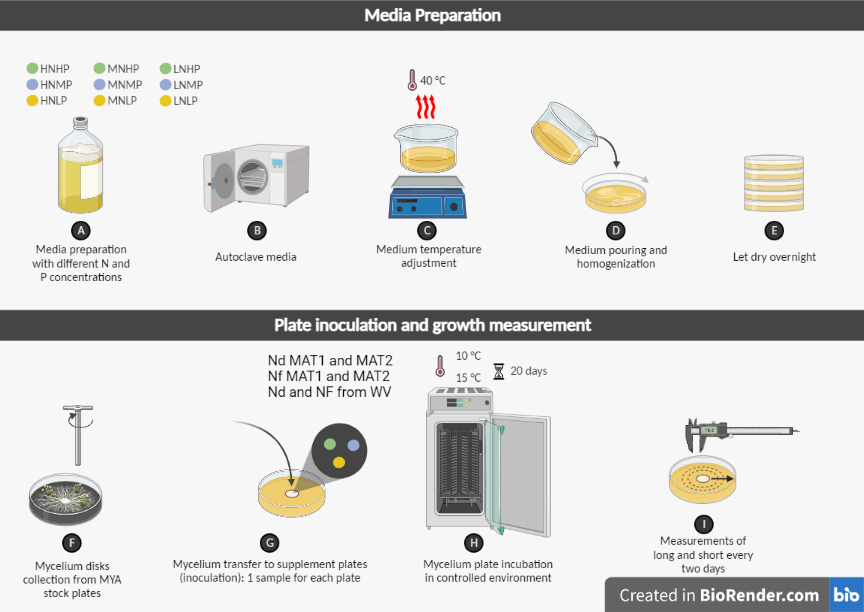 Media Preparation
HNHP MNHP LNHP
HNMP MNMP LNMP
HNLP MNLP LNLP
40 °C
A
Media preparation
with different N and
P concentrations
B
Autoclave media
C
Medium temperature
adjustment
D
Medium pouring and
homogenization
E
Let dry overnight
Plate inoculation and growth measurement
F
Mycelium disks
collection from MYA
stock plates
Nd MAT1 and MAT2
Nf MAT1 and MAT2
Nd and NF from WV
G
Mycelium transfer to supplement plates
(inoculation): 1 sample for each plate
10 °C
15 °C
20 days
H
Mycelium plate incubation
in controlled environment
I
Measurements of
long and short every
two days
Created in BioRender.com bio